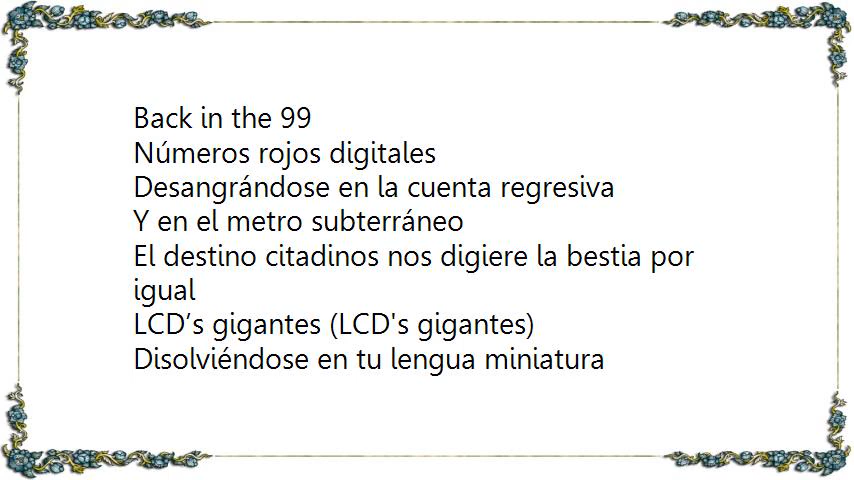 Back in the 99
Números rojos digitales
Desangrándose en la cuenta regresiva
Y en el metro subterráneo
El destino citadinos nos digiere la bestia por
igual
LCD’s gigantes (LCD's gigantes)
Disolviéndose en tu lengua miniatura